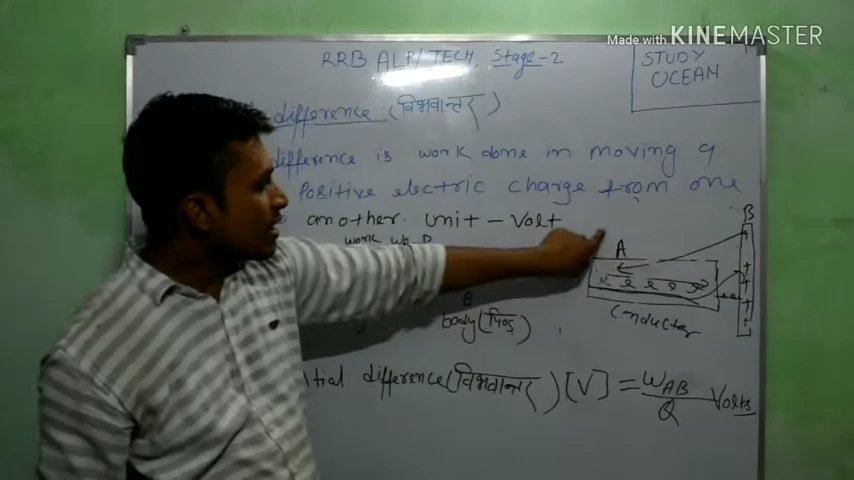 Made with KINEMASTER
RRB ALP/TECH, Stage-2
STUDY
OCEAN
difference : (विभवान्तर) :
difference is work done in moving a
Positive electric charge from one
another. Unit - Volt
B
A
body (पिण्ड)
Conductor
+
+
+
+
tial difference (विभवान्तर) [V] = W_AB / Q Volts